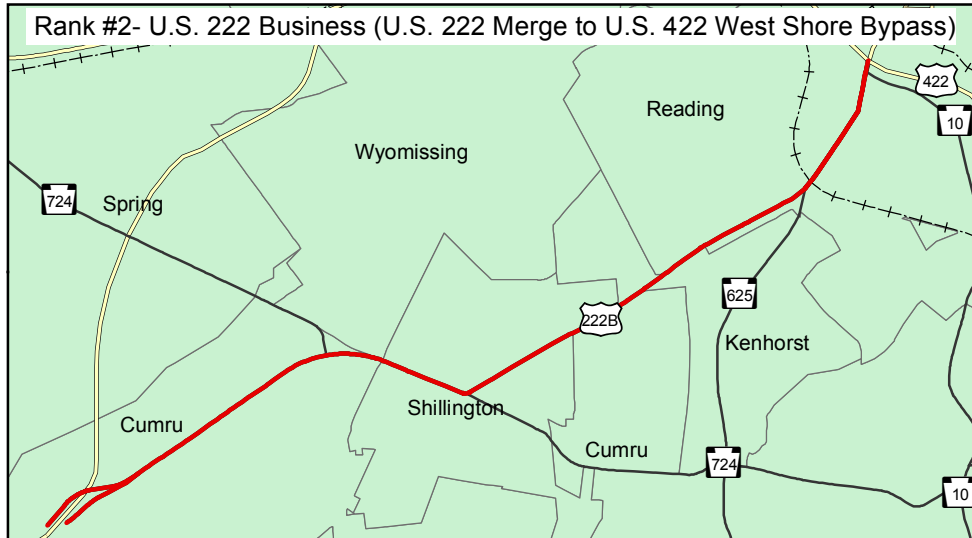 Rank #2- U.S. 222 Business (U.S. 222 Merge to U.S. 422 West Shore Bypass)
422
Reading
10
Wyomissing
724
Spring
625
222B
Kenhorst
Shillington
Cumru
Cumru
724
10